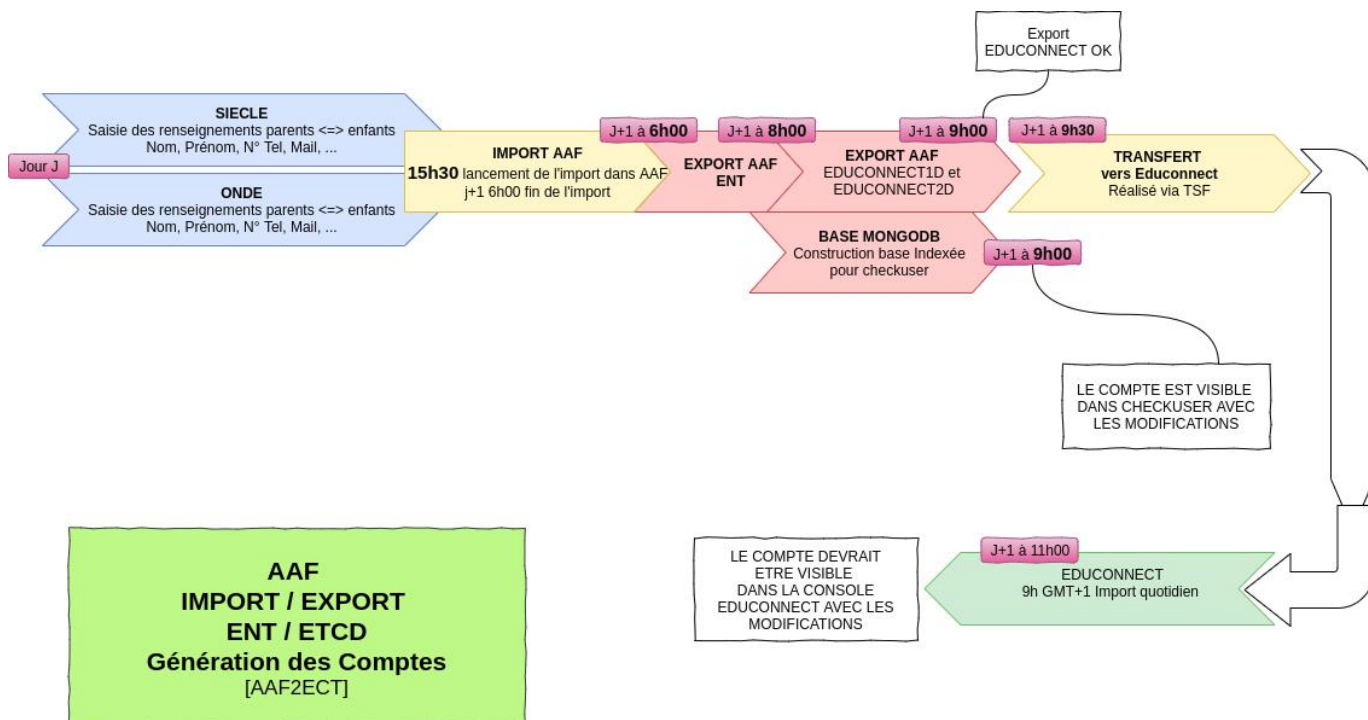 Export
EDUCONNECT OK
SIECLE
Saisie des renseignements parents <=> enfants
Nom, Prénom, N° Tel, Mail, ...
Jour J
ONDE
Saisie des renseignements parents <=> enfants
Nom, Prénom, N° Tel, Mail, ...
IMPORT AAF
15h30 lancement de l'import dans AAF
j+1 6h00 fin de l'import
J+1 à 6h00
EXPORT AAF
ENT
J+1 à 8h00
EXPORT AAF
EDUCONNECT1D et
EDUCONNECT2D
J+1 à 9h00
J+1 à 9h30
TRANSFERT
vers Educonnect
Réalisé via TSF
BASE MONGODB
Construction base Indexée
pour checkuser
J+1 à 9h00
LE COMPTE EST VISIBLE
DANS CHECKUSER AVEC
LES MODIFICATIONS
J+1 à 11h00
EDUCONNECT
9h GMT+1 Import quotidien
LE COMPTE DEVRAIT
ETRE VISIBLE
DANS LA CONSOLE
EDUCONNECT AVEC LES
MODIFICATIONS
AAF
IMPORT / EXPORT
ENT / ETCD
Génération des Comptes
[AAF2ECT]